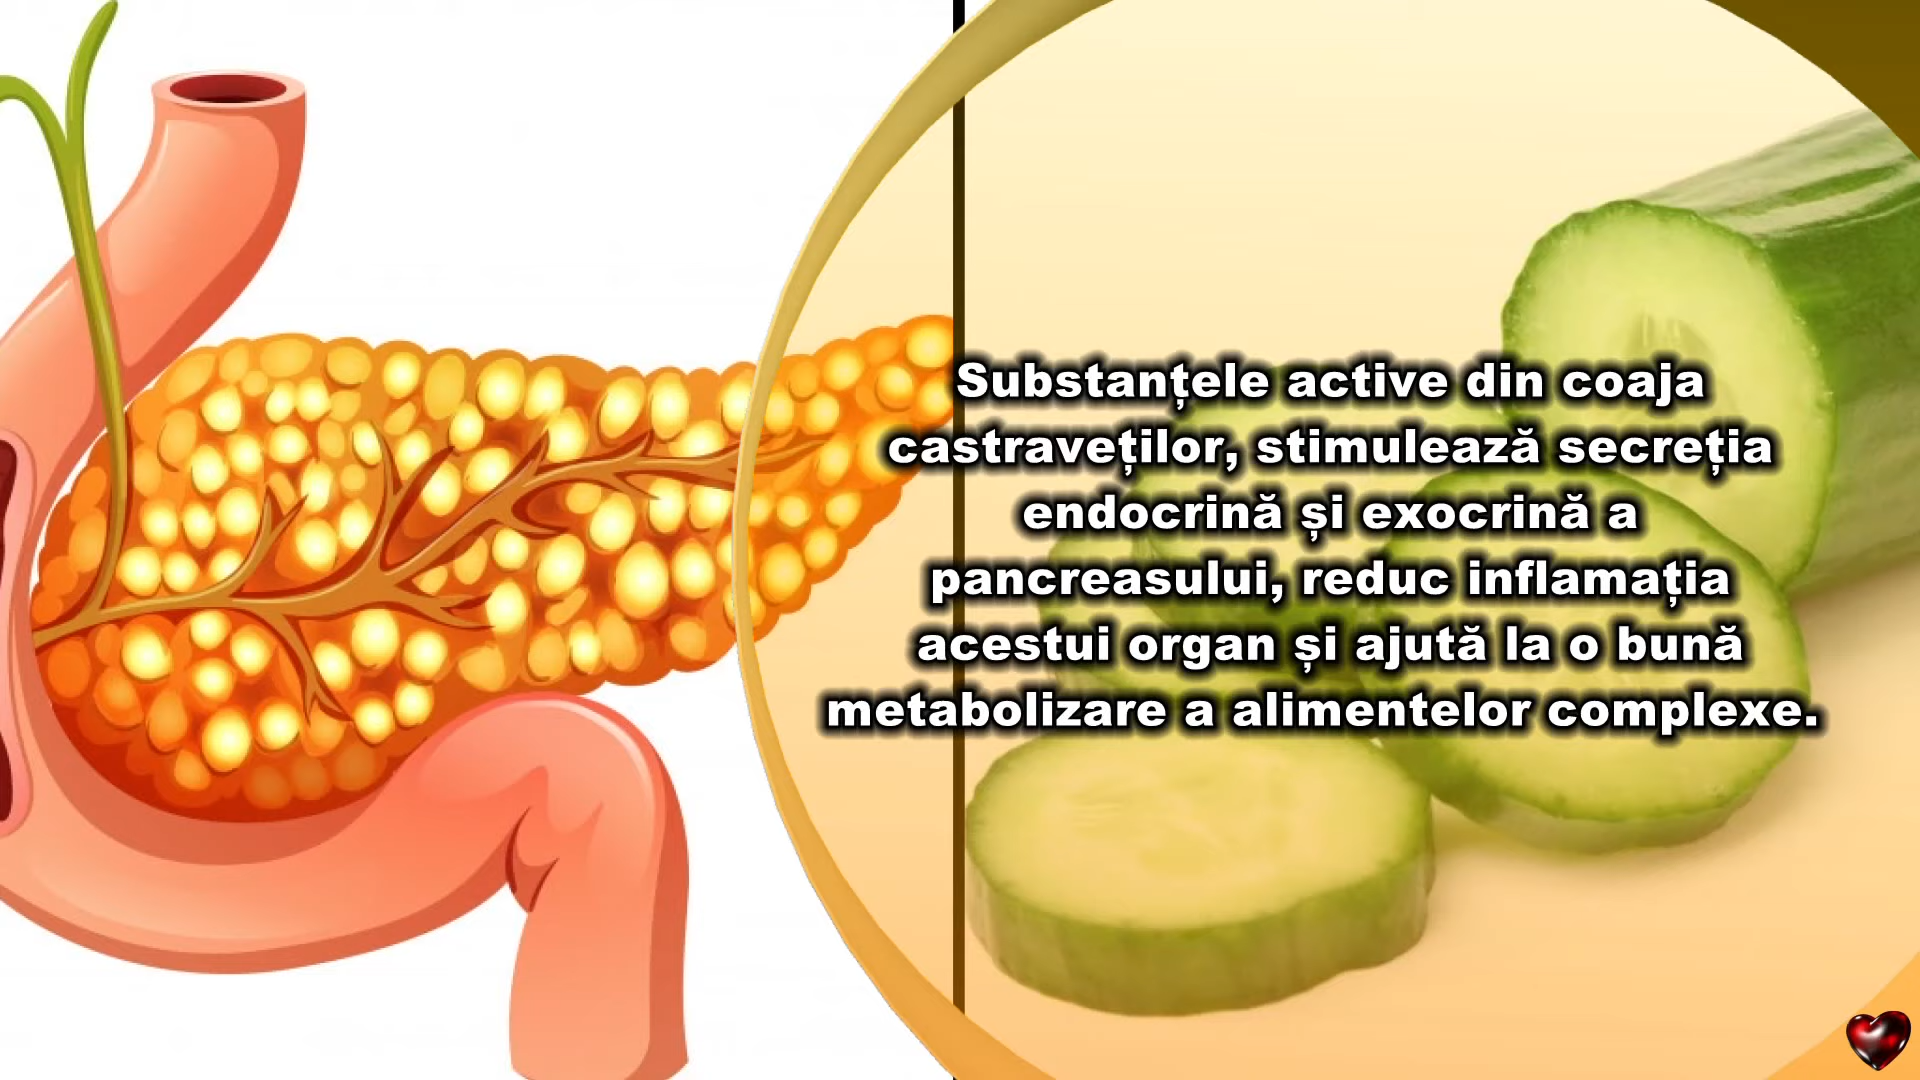 Substanțele active din coaja
castraveților, stimulează secreția
endocrină și exocrină a
pancreasului, reduc inflamația
acestui organ și ajută la o bună
metabolizare a alimentelor complexe.